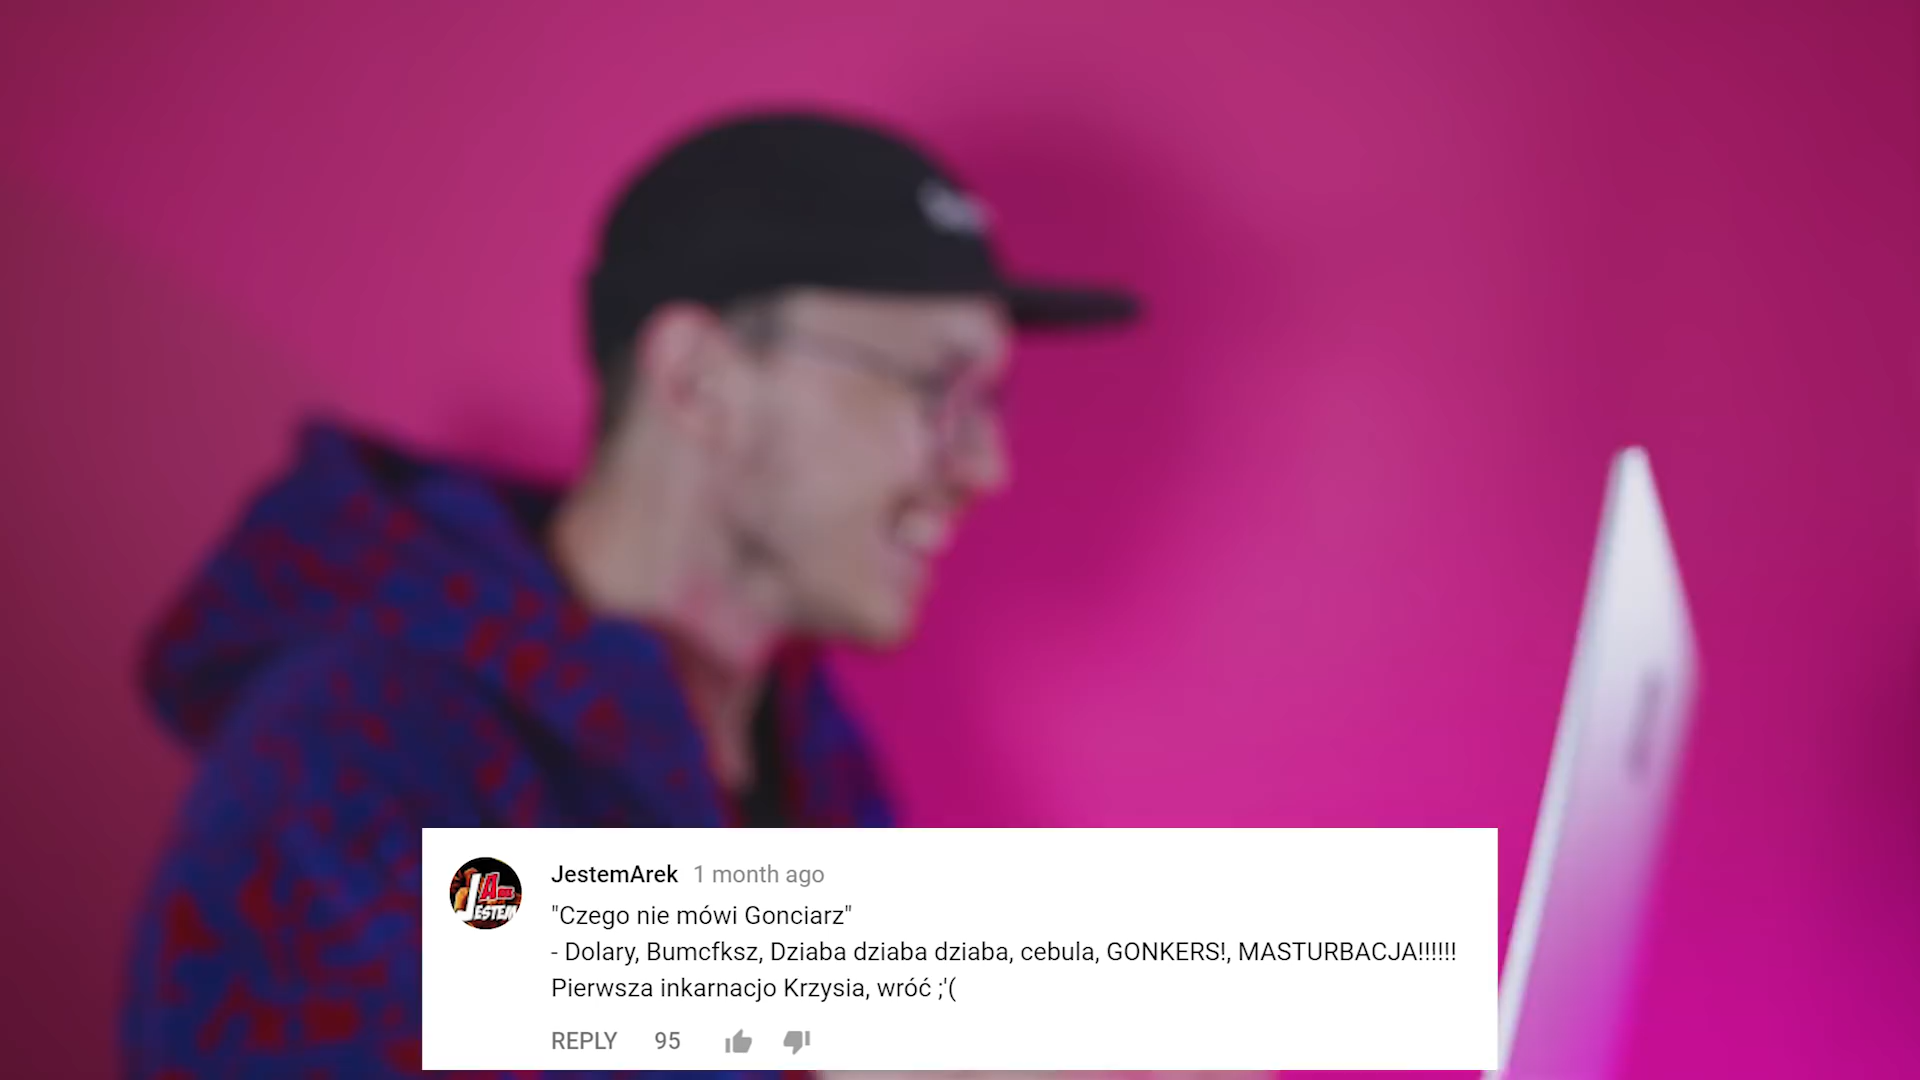 JestemArek 1 month ago
"Czego nie mówi Gonciarz"
- Dolary, Bumcfksz, Dziaba dziaba dziaba, cebula, GONKERS!, MASTURBACJA!!!!!!
Pierwsza inkarnacjo Krzysia, wróć ;'(
REPLY 95